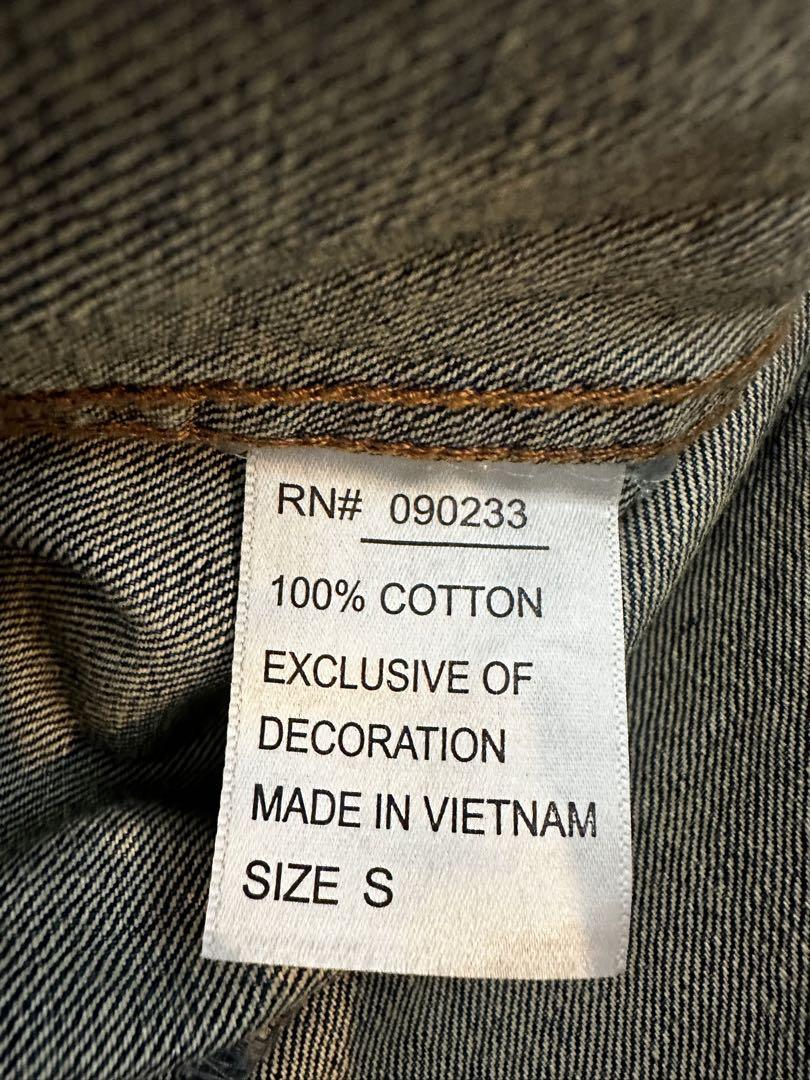 RN# 090233
100% COTTON
EXCLUSIVE OF
DECORATION
MADE IN VIETNAM
SIZE S